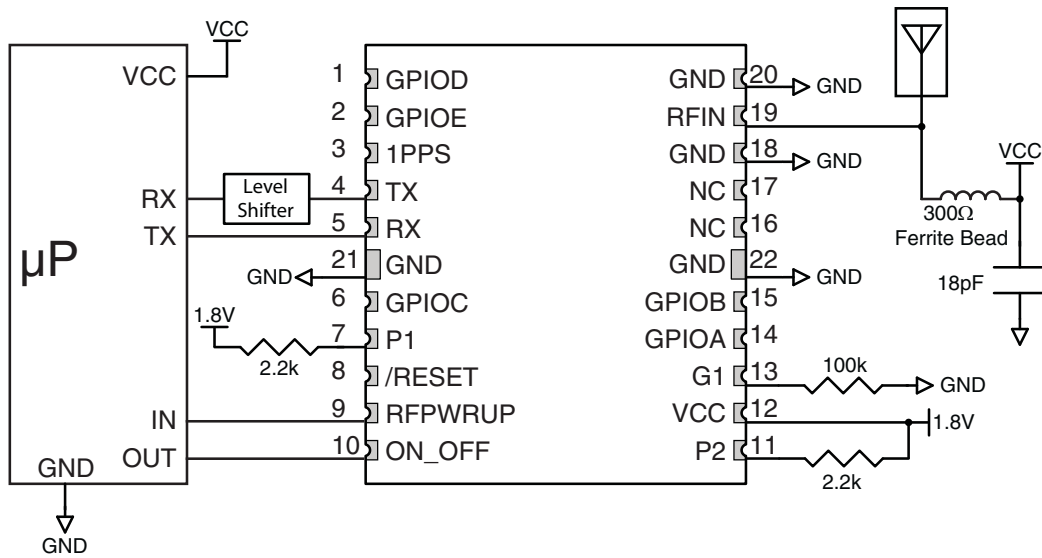 VCC
VCC
RX
TX
µP
IN
OUT
GND
GND
Level
Shifter
1.8V
2.2k
GND
1 GPIOD
2 GPIOE
3 1PPS
4 TX
5 RX
21 GND
6 GPIOC
7 P1
8 /RESET
9 RFPWRUP
10 ON_OFF
GND 20 GND
RFIN 19
GND 18 GND
NC 17
NC 16
GND 22 GND
GPIOB 15
GPIOA 14
G1 13 100k GND
VCC 12 1.8V
P2 11
2.2k
VCC
300Ω
Ferrite Bead
18pF